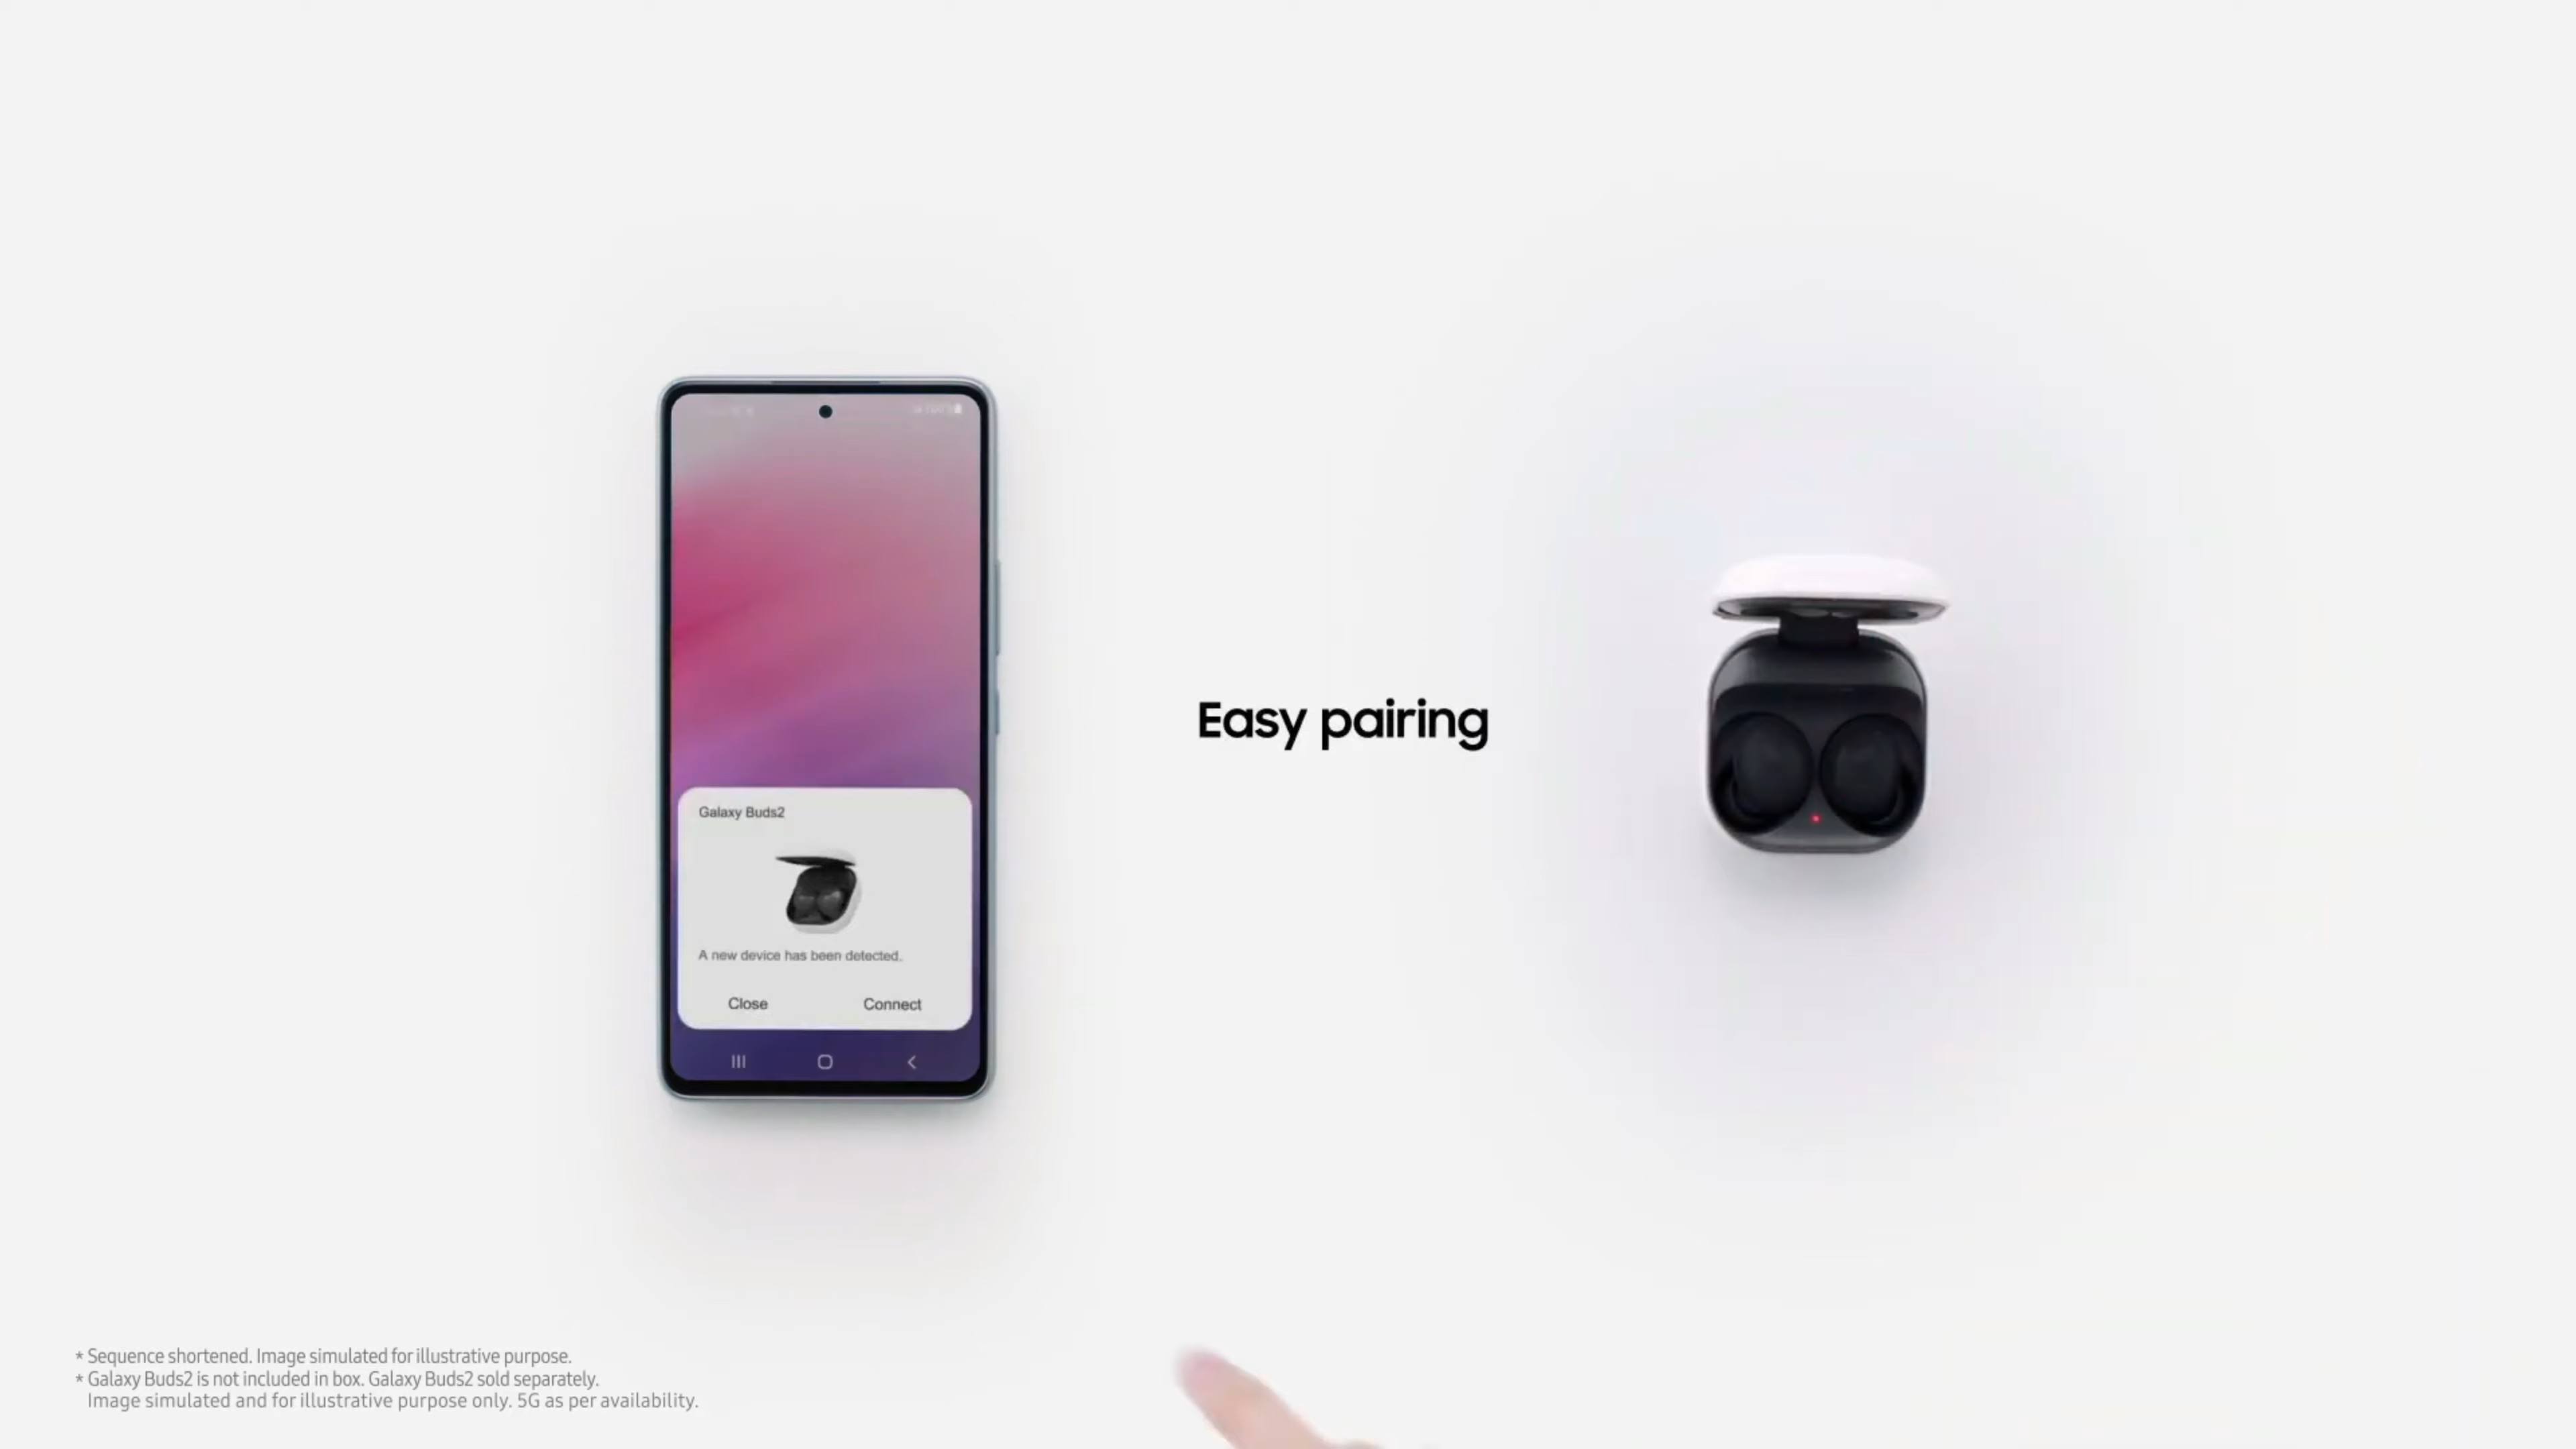 Easy pairing
Galaxy Buds2
A new device has been detected.
Close Connect
* Sequence shortened. Image simulated for illustrative purpose.
* Galaxy Buds2 is not included in box. Galaxy Buds2 sold separately.
Image simulated and for illustrative purpose only. 5G as per availability.